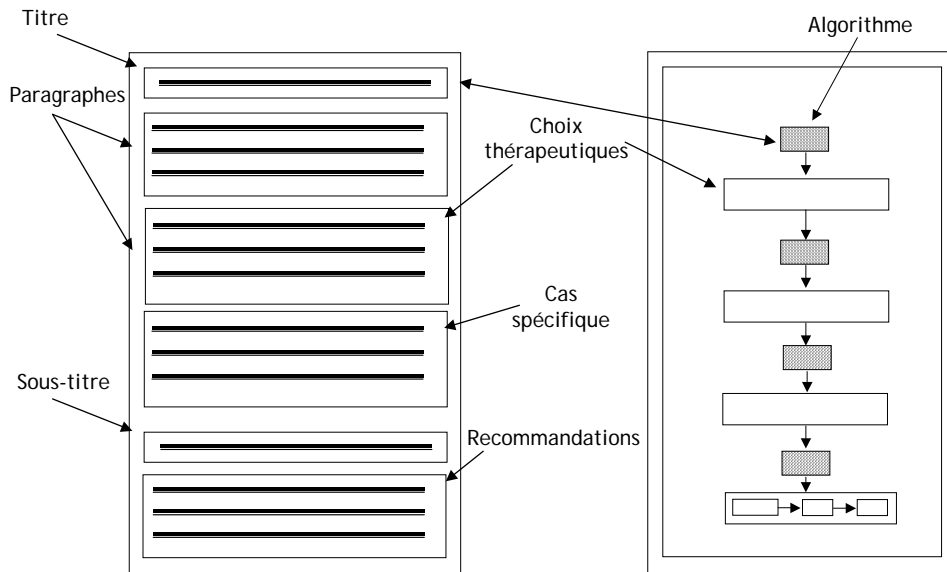 Titre
Algorithme
Paragraphes
Choix
thérapeutiques
Cas
spécifique
Sous-titre
Recommandations